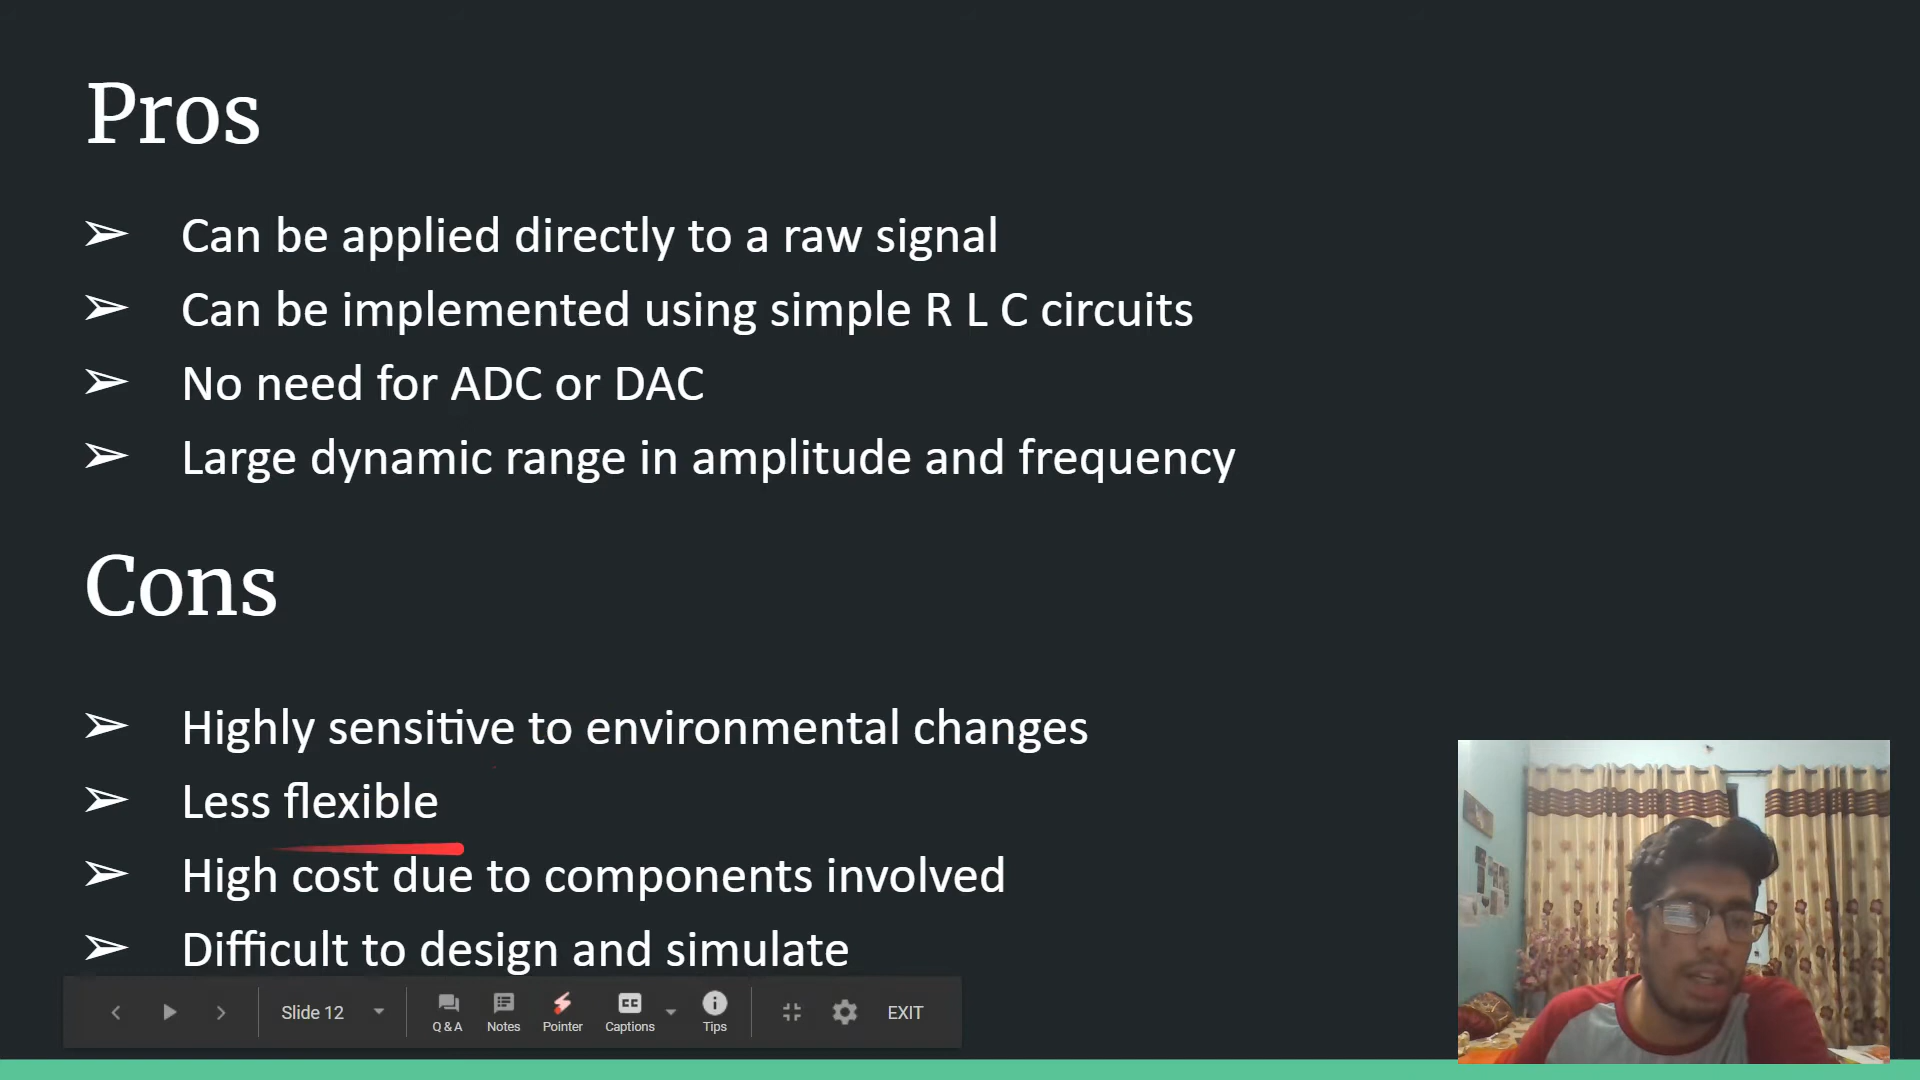 Pros
➢ Can be applied directly to a raw signal
➢ Can be implemented using simple R L C circuits
➢ No need for ADC or DAC
➢ Large dynamic range in amplitude and frequency
Cons
➢ Highly sensitive to environmental changes
➢ Less flexible
➢ High cost due to components involved
➢ Difficult to design and simulate
Slide 12
Q & A
Notes
Pointer
CC
Captions
Tips
EXIT